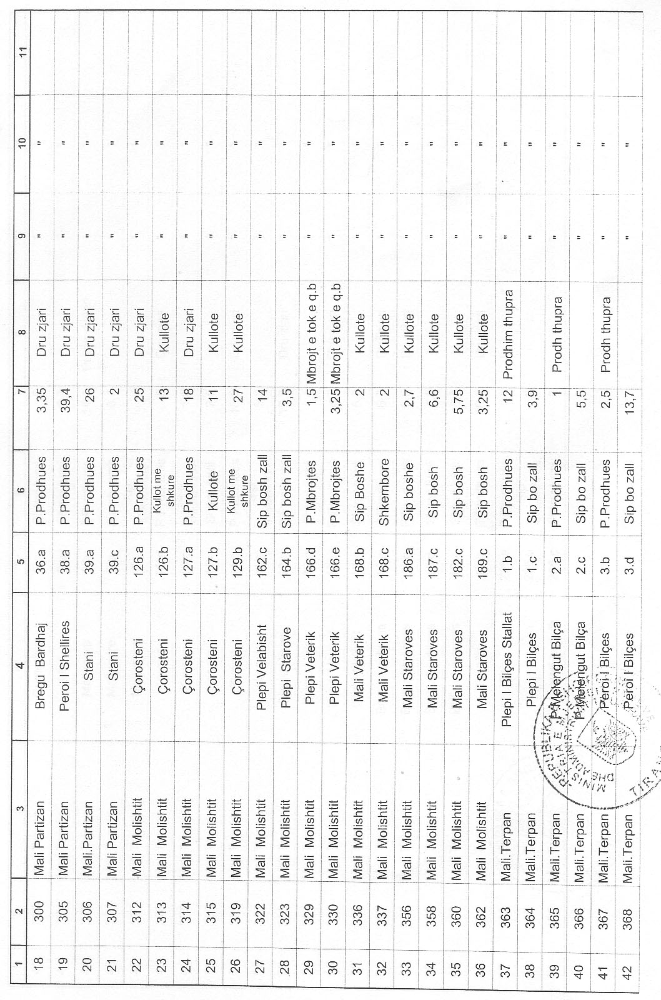 1 2 3 4 5 6 7 8 9 10 11
18 300 Mali Partizan Bregu Bardhaj 36.a P.Prodhues 3,35 Dru zjari " "
19 305 Mali Partizan Peroi I Shellires 38.a P.Prodhues 39,4 Dru zjari " "
20 306 Mali.Partizan Stani 39.a P.Prodhues 26 Dru zjari " "
21 307 Mali Partizan Stani 39.c P.Prodhues 2 Dru zjari " "
22 312 Mali Molishtit Çorosteni 126.a P.Prodhues 25 Dru zjari " "
23 313 Mali Molishtit Çorosteni 126.b Kullot me shkure 13 Kullote " "
24 314 Mali Molishtit Çorosteni 127.a P.Prodhues 18 Dru zjari " "
25 315 Mali Molishtit Çorosteni 127.b Kullote 11 Kullote " "
26 319 Mali Molishtit Çorosteni 129.b Kullot me shkure 27 Kullote " "
27 322 Mali Molishtit Plepi Velabisht 162.c Sip bosh zall 14 " "
28 323 Mali Molishtit Plepi Starove 164.b Sip bosh zall 3,5 " "
29 329 Mali Molishtit Plepi Veterik 166.d P.Mbrojtes 1,5 Mbrojt e tok e q.b " "
30 330 Mali Molishtit Plepi Veterik 166.e P.Mbrojtes 3,25 Mbrojt e tok e q.b " "
31 336 Mali Molishtit Mali Veterik 168.b Sip Boshe 2 Kullote " "
32 337 Mali Molishtit Mali Veterik 168.c Shkembore 2 Kullote " "
33 356 Mali Molishtit Mali Staroves 186.a Sip boshe 2,7 Kullote " "
34 358 Mali Molishtit Mali Staroves 187.c Sip bosh 6,6 Kullote " "
35 360 Mali Molishtit Mali Staroves 182.c Sip bosh 5,75 Kullote " "
36 362 Mali Molishtit Mali Staroves 189.c Sip bosh 3,25 Kullote " "
37 363 Mali.Terpan Plepi I Bilçes Stallat 1.b P.Prodhues 12 Prodhim thupra " "
38 364 Mali.Terpan Plepi I Bilçes 1.c Sip bo zall 3,9 " "
39 365 Mali.Terpan P.Melengut Bilça 2.a P.Prodhues 1 Prodh thupra " "
40 366 Mali.Terpan P.Melengut Bilça 2.c Sip bo zall 5,5 " "
41 367 Mali.Terpan Peroi I Bilçes 3.b P.Prodhues 2,5 Prodh thupra " "
42 368 Mali.Terpan Peroi I Bilçes 3.d Sip bo zall 13,7 " "
REPUBLIKA
MINISTRIA E MJE
DHE ADMINISTR